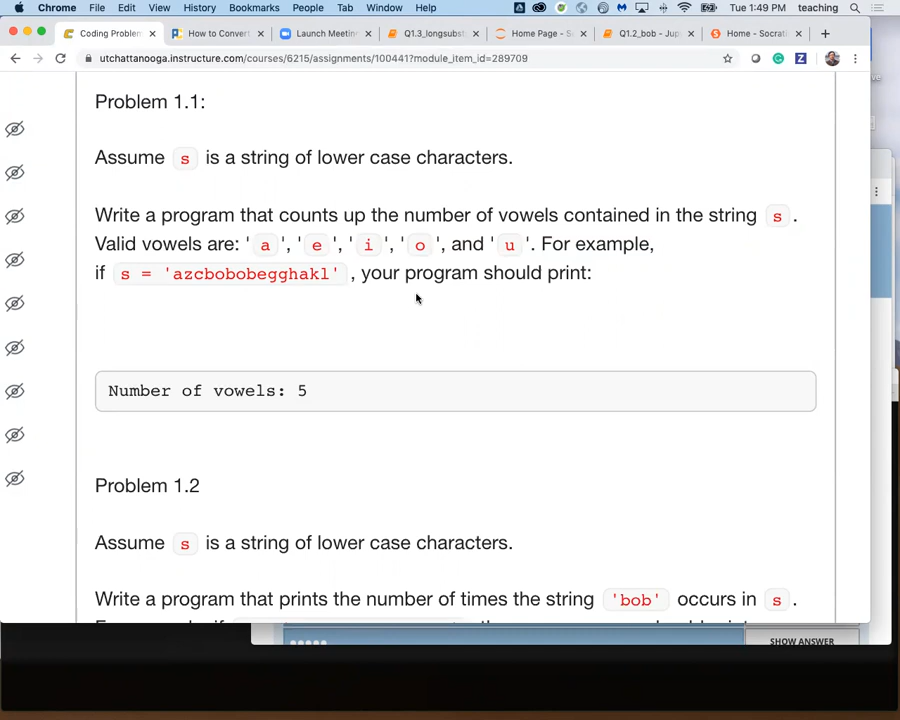 Chrome File Edit View History Bookmarks People Tab Window Help Tue 1:49 PM teaching
Coding Problem How to Convert Launch Meeting Q1.3_longsubst Home Page - S Q1.2_bob - Jup Home - Socrati
utchattanooga.instructure.com/courses/6215/assignments/100441?module_item_id=289709
Problem 1.1:
Assume s is a string of lower case characters.
Write a program that counts up the number of vowels contained in the string s .
Valid vowels are: ' a ', ' e ', ' i ', ' o ', and ' u '. For example,
if s = 'azcbobobegghakl' , your program should print:
Number of vowels: 5
Problem 1.2
Assume s is a string of lower case characters.
Write a program that prints the number of times the string 'bob' occurs in s .
SHOW ANSWER